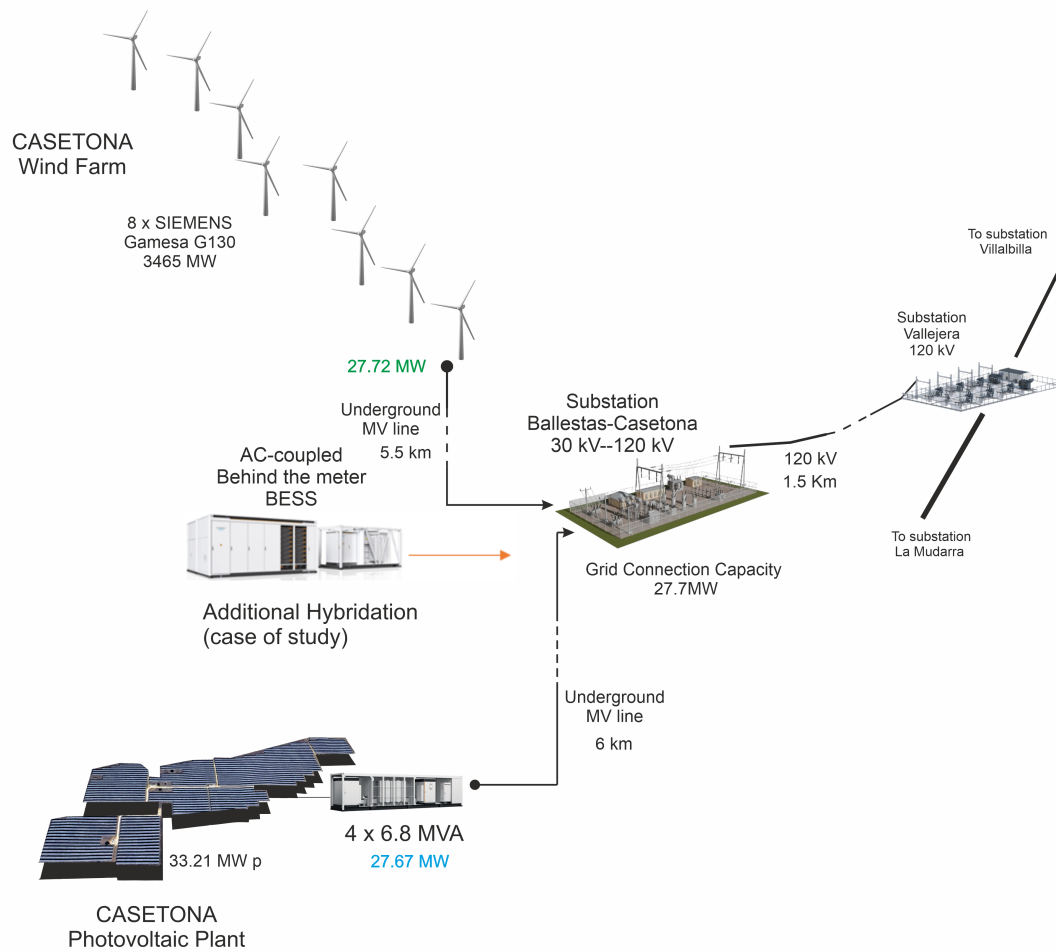 CASETONA
Wind Farm
8 x SIEMENS
Gamesa G130
3465 MW
27.72 MW
Underground
MV line
5.5 km
AC-coupled
Behind the meter
BESS
Additional Hybridation
(case of study)
Substation
Ballestas-Casetona
30 kV--120 kV
Grid Connection Capacity
27.7MW
120 kV
1.5 Km
Substation
Vallejera
120 kV
To substation
Villalbilla
To substation
La Mudarra
Underground
MV line
6 km
4 x 6.8 MVA
27.67 MW
33.21 MW p
CASETONA
Photovoltaic Plant